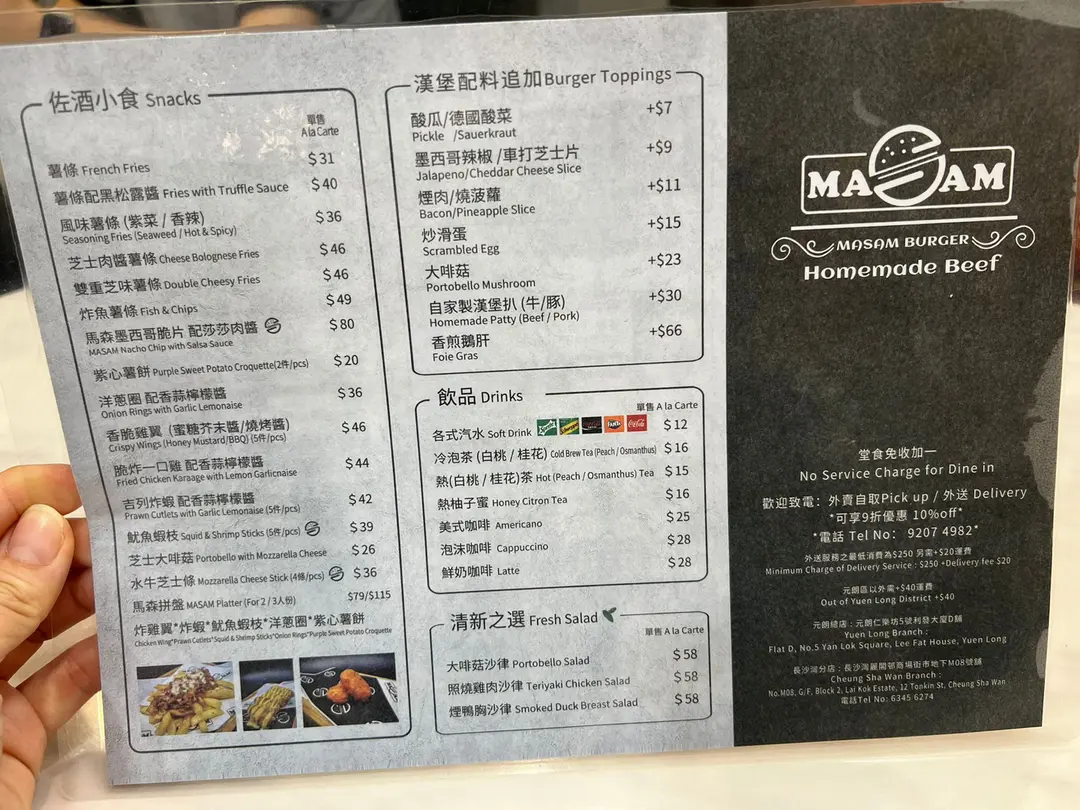 佐酒小食 Snacks
單售
A la Carte
薯條 French Fries $31
薯條配黑松露醬 Fries with Truffle Sauce $40
風味薯條 (紫菜 / 香辣) $36
Seasoning Fries (Seaweed / Hot & Spicy)
芝士肉醬薯條 Cheese Bolognese Fries $46
雙重芝味薯條 Double Cheesy Fries $46
炸魚薯條 Fish & Chips $49
馬森墨西哥脆片 配莎莎肉醬 $80
MASAM Nacho Chip with Salsa Sauce
紫心薯餅 Purple Sweet Potato Croquette(2件/pcs) $20
洋蔥圈 配香蒜檸檬醬 $36
Onion Rings with Garlic Lemonaise
香脆雞翼 (蜜糖芥末醬/燒烤醬) $46
Crispy Wings (Honey Mustard/BBQ) (5件/pcs)
脆炸一口雞 配香蒜檸檬醬 $44
Fried Chicken Karaage with Lemon Garlicnaise
吉列炸蝦 配香蒜檸檬醬 $42
Prawn Cutlets with Garlic Lemonaise (5件/pcs)
魷魚蝦枝 Squid & Shrimp Sticks (5件/pcs) $39
芝士大啡菇 Portobello with Mozzarella Cheese $26
水牛芝士條 Mozzarella Cheese Stick (4條/pcs) $36
馬森拼盤 MASAM Platter (For 2 / 3人份) $79/$115
炸雞翼*炸蝦*魷魚蝦枝*洋蔥圈*紫心薯餅
Chicken Wing*Prawn Cutlets*Squid & Shrimp Sticks*Onion Rings*Purple Sweet Potato Croquette
漢堡配料追加 Burger Toppings
酸瓜/德國酸菜 +$7
Pickle /Sauerkraut
墨西哥辣椒 /車打芝士片 +$9
Jalapeno/Cheddar Cheese Slice
煙肉/燒菠蘿 +$11
Bacon/Pineapple Slice
炒滑蛋 +$15
Scrambled Egg
大啡菇 +$23
Portobello Mushroom
自家製漢堡扒 (牛/豚) +$30
Homemade Patty (Beef / Pork)
香煎鵝肝 +$66
Foie Gras
飲品 Drinks
單售 A la Carte
各式汽水 Soft Drink $12
冷泡茶 (白桃 / 桂花) Cold Brew Tea (Peach / Osmanthus) $16
熱(白桃 / 桂花)茶 Hot (Peach / Osmanthus) Tea $15
熱柚子蜜 Honey Citron Tea $16
美式咖啡 Americano $25
泡沫咖啡 Cappuccino $28
鮮奶咖啡 Latte $28
清新之選 Fresh Salad
單售 A la Carte
大啡菇沙律 Portobello Salad $58
照燒雞肉沙律 Teriyaki Chicken Salad $58
煙鴨胸沙律 Smoked Duck Breast Salad $58
MASAM
MASAM BURGER
Homemade Beef
堂食免收加一
No Service Charge for Dine in
歡迎致電: 外賣自取Pick up / 外送 Delivery
*可享9折優惠 10%off*
*電話 Tel No: 9207 4982*
外送服務之最低消費為$250 另需+$20運費
Minimum Charge of Delivery Service : $250 +Delivery fee $20
元朗區以外需+$40運費
Out of Yuen Long District +$40
元朗總店 : 元朗仁樂坊5號利發大廈D舖
Yuen Long Branch :
Flat D, No.5 Yan Lok Square, Lee Fat House, Yuen Long
長沙灣分店 : 長沙灣麗閣邨商場街市地下M08號舖
Cheung Sha Wan Branch :
No.M08, G/F, Block 2, Lai Kok Estate, 12 Tonkin St, Cheung Sha Wan
電話Tel No: 6345 6274